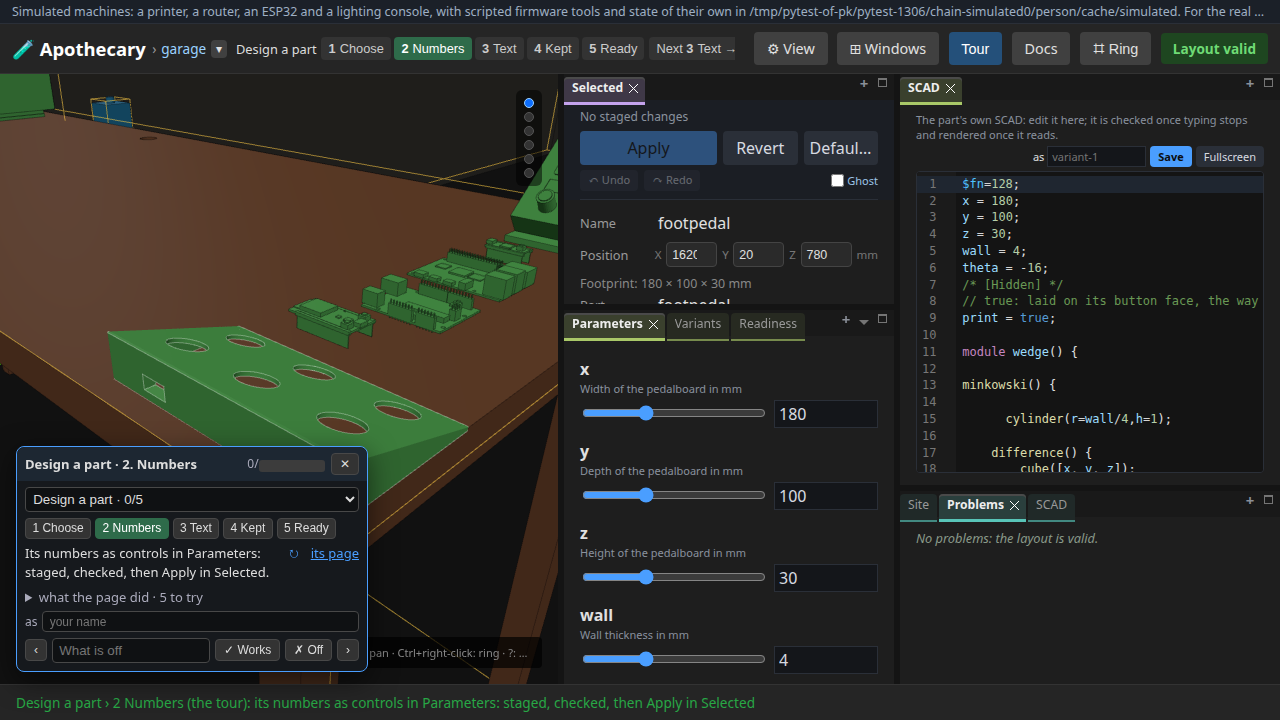 Simulated machines: a printer, a router, an ESP32 and a lighting console, with scripted firmware tools and state of their own in /tmp/pytest-of-pk/pytest-1306/chain-simulated0/person/cache/simulated. For the real ...
Apothecary › garage ▾ Design a part 1 Choose 2 Numbers 3 Text 4 Kept 5 Ready Next 3 Text → View Windows Tour Docs Ring Layout valid
Selected
No staged changes
Apply Revert Defaul...
↶ Undo ↷ Redo Ghost
Name footpedal
Position X 1620 Y 20 Z 780 mm
Footprint: 180 × 100 × 30 mm
Parameters Variants Readiness
x
Width of the pedalboard in mm
180
y
Depth of the pedalboard in mm
100
z
Height of the pedalboard in mm
30
wall
Wall thickness in mm
4
SCAD
The part's own SCAD: edit it here; it is checked once typing stops
and rendered once it reads.
as variant-1 Save Fullscreen
1 $fn=128;
2 x = 180;
3 y = 100;
4 z = 30;
5 wall = 4;
6 theta = -16;
7 /* [Hidden] */
8 // true: laid on its button face, the way
9 print = true;
10
11 module wedge() {
12
13 minkowski() {
14
15 cylinder(r=wall/4,h=1);
16
17 difference() {
18 cube([x, y, z]);
Site Problems SCAD
No problems: the layout is valid.
Design a part · 2. Numbers 0/
Design a part · 0/5
1 Choose 2 Numbers 3 Text 4 Kept 5 Ready
Its numbers as controls in Parameters: ↻ its page
staged, checked, then Apply in Selected.
▶ what the page did · 5 to try
as your name
‹ What is off ✓ Works ✗ Off ›
pan · Ctrl+right-click: ring · ?: ...
Design a part › 2 Numbers (the tour): its numbers as controls in Parameters: staged, checked, then Apply in Selected